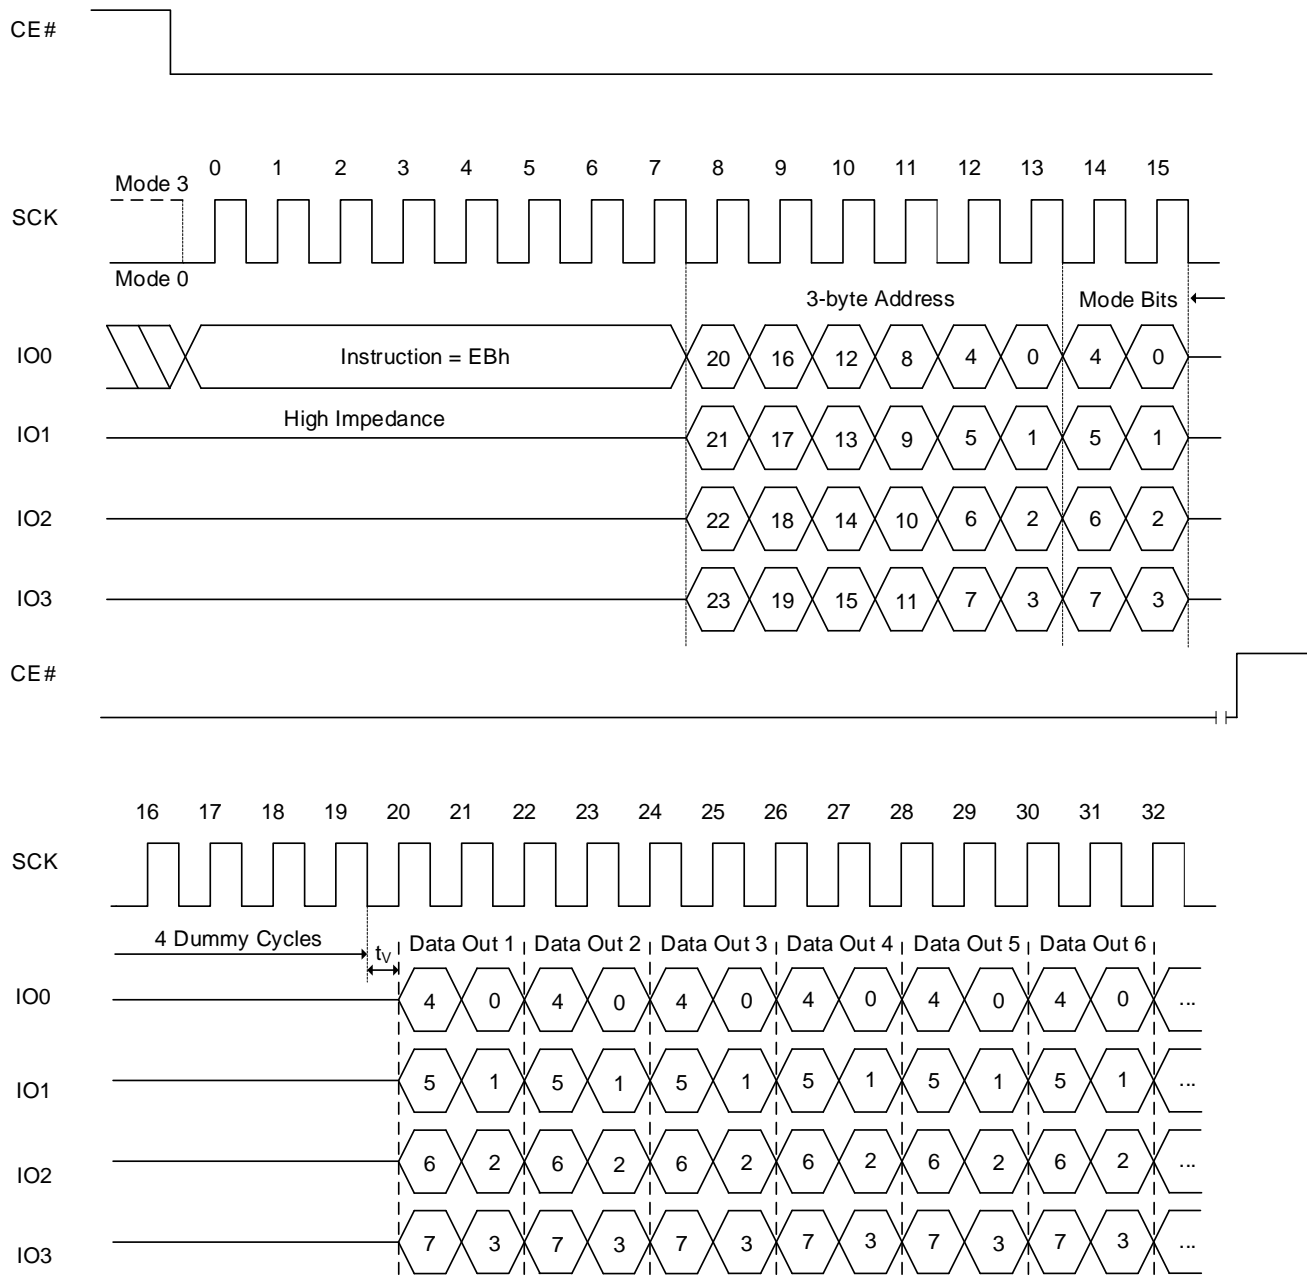 CE#
0 1 2 3 4 5 6 7 8 9 10 11 12 13 14 15
Mode 3
SCK
Mode 0
3-byte Address Mode Bits
IO0 Instruction = EBh 20 16 12 8 4 0 4 0
High Impedance
IO1 21 17 13 9 5 1 5 1
IO2 22 18 14 10 6 2 6 2
IO3 23 19 15 11 7 3 7 3
CE#
16 17 18 19 20 21 22 23 24 25 26 27 28 29 30 31 32
SCK
4 Dummy Cycles tV Data Out 1 Data Out 2 Data Out 3 Data Out 4 Data Out 5 Data Out 6
IO0 4 0 4 0 4 0 4 0 4 0 4 0 ...
IO1 5 1 5 1 5 1 5 1 5 1 5 1 ...
IO2 6 2 6 2 6 2 6 2 6 2 6 2 ...
IO3 7 3 7 3 7 3 7 3 7 3 7 3 ...